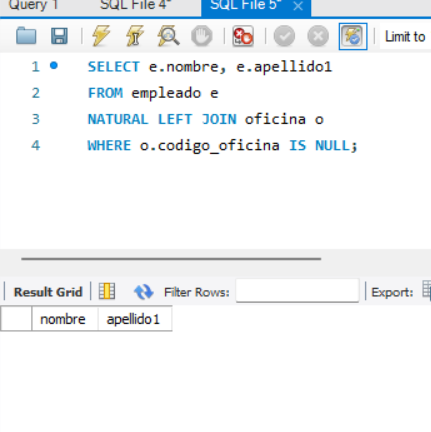 Query 1 SQL File 4* SQL File 5*
Limit to
1 SELECT e.nombre, e.apellido1
2 FROM empleado e
3 NATURAL LEFT JOIN oficina o
4 WHERE o.codigo_oficina IS NULL;
Result Grid Filter Rows: Export:
nombre apellido1